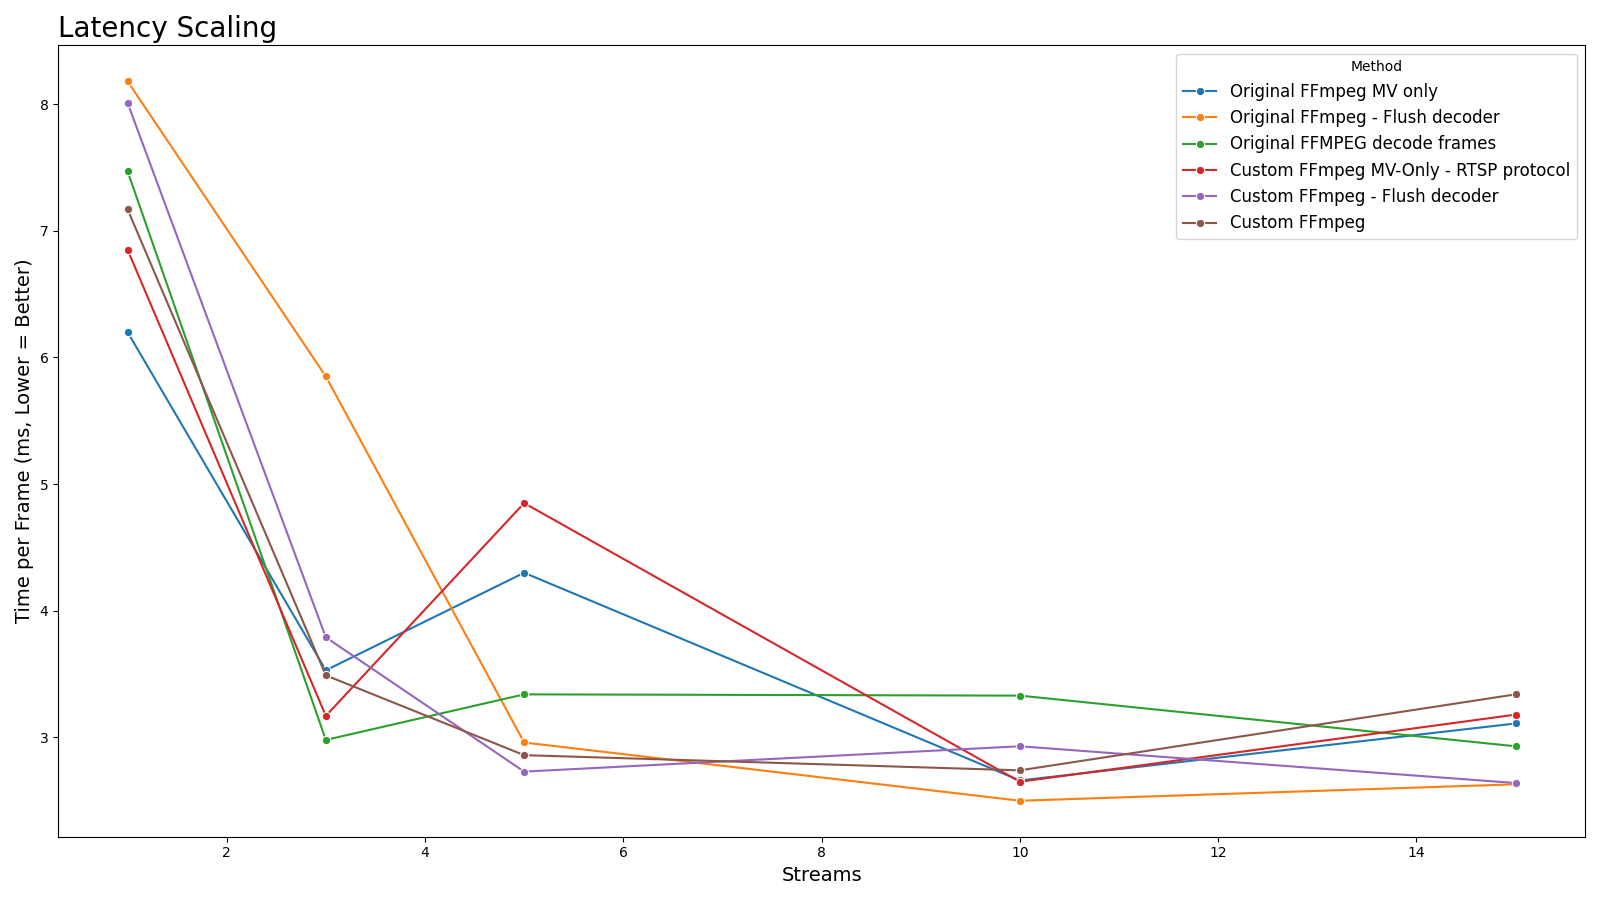 Latency Scaling
Method
Original FFmpeg MV only
Original FFmpeg - Flush decoder
Original FFMPEG decode frames
Custom FFmpeg MV-Only - RTSP protocol
Custom FFmpeg - Flush decoder
Custom FFmpeg
Time per Frame (ms, Lower = Better)
8
7
6
5
4
3
2
4
6
8
10
12
14
Streams